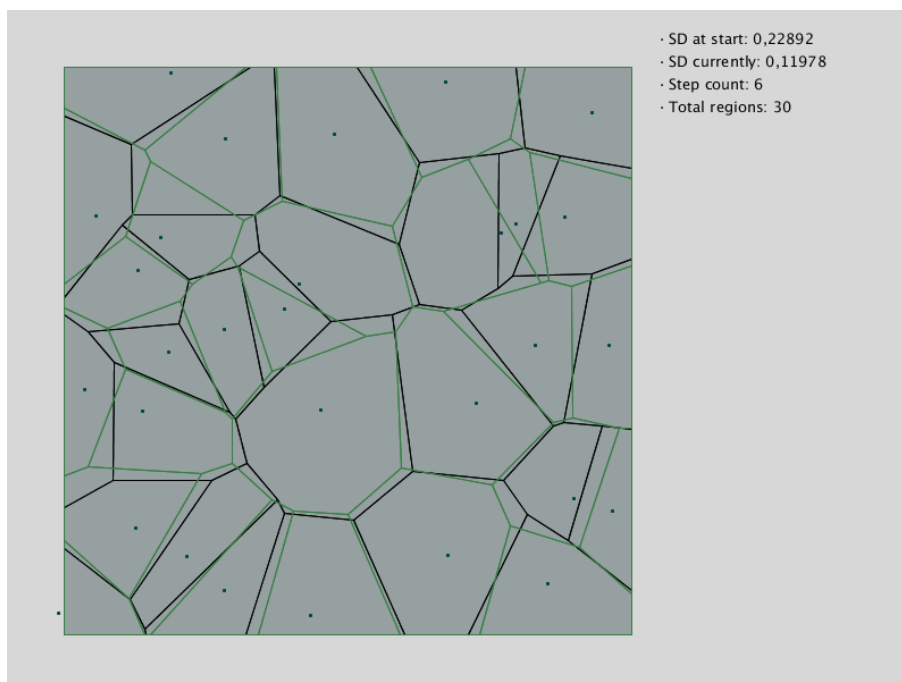 · SD at start: 0,22892
· SD currently: 0,11978
· Step count: 6
· Total regions: 30